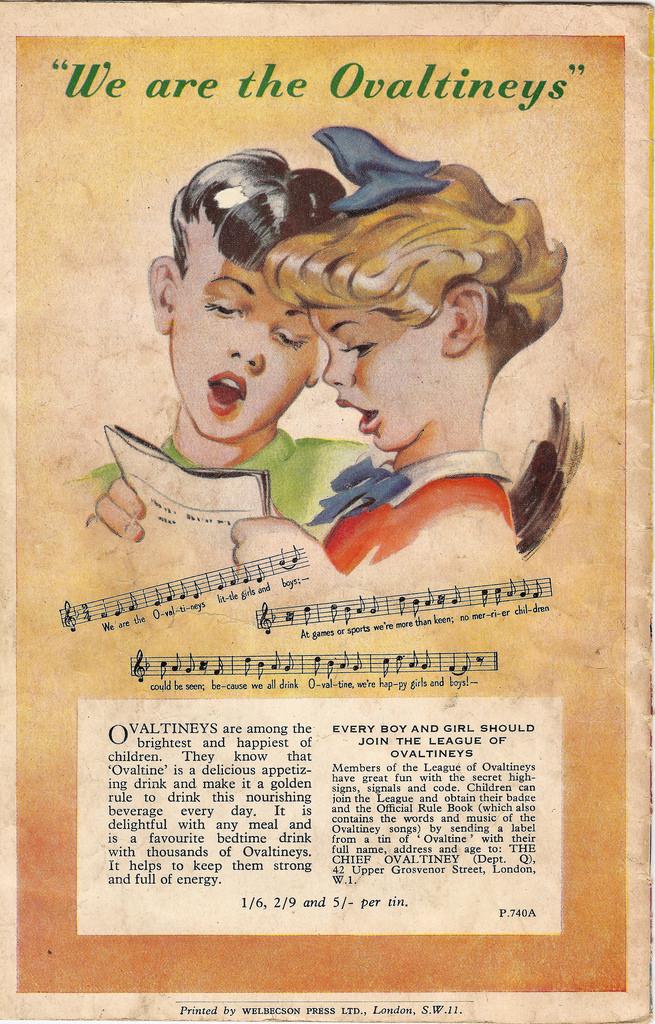 "We are the Ovaltineys"
We are the O-val-ti-neys lit-tle girls and boys;—
At games or sports we're more than keen; no mer-ri-er chil-dren
could be seen; be-cause we all drink O-val-tine, we're hap-py girls and boys!—
OVALTINEYS are among the
brightest and happiest of
children. They know that
'Ovaltine' is a delicious appetiz-
ing drink and make it a golden
rule to drink this nourishing
beverage every day. It is
delightful with any meal and
is a favourite bedtime drink
with thousands of Ovaltineys.
It helps to keep them strong
and full of energy.
EVERY BOY AND GIRL SHOULD
JOIN THE LEAGUE OF
OVALTINEYS
Members of the League of Ovaltineys
have great fun with the secret high-
signs, signals and code. Children can
join the League and obtain their badge
and the Official Rule Book (which also
contains the words and music of the
Ovaltiney songs) by sending a label
from a tin of 'Ovaltine' with their
full name, address and age to: THE
CHIEF OVALTINEY (Dept. Q),
42 Upper Grosvenor Street, London,
W.1.
1/6, 2/9 and 5/- per tin.
P.740A
Printed by WELBECSON PRESS LTD., London, S.W.11.